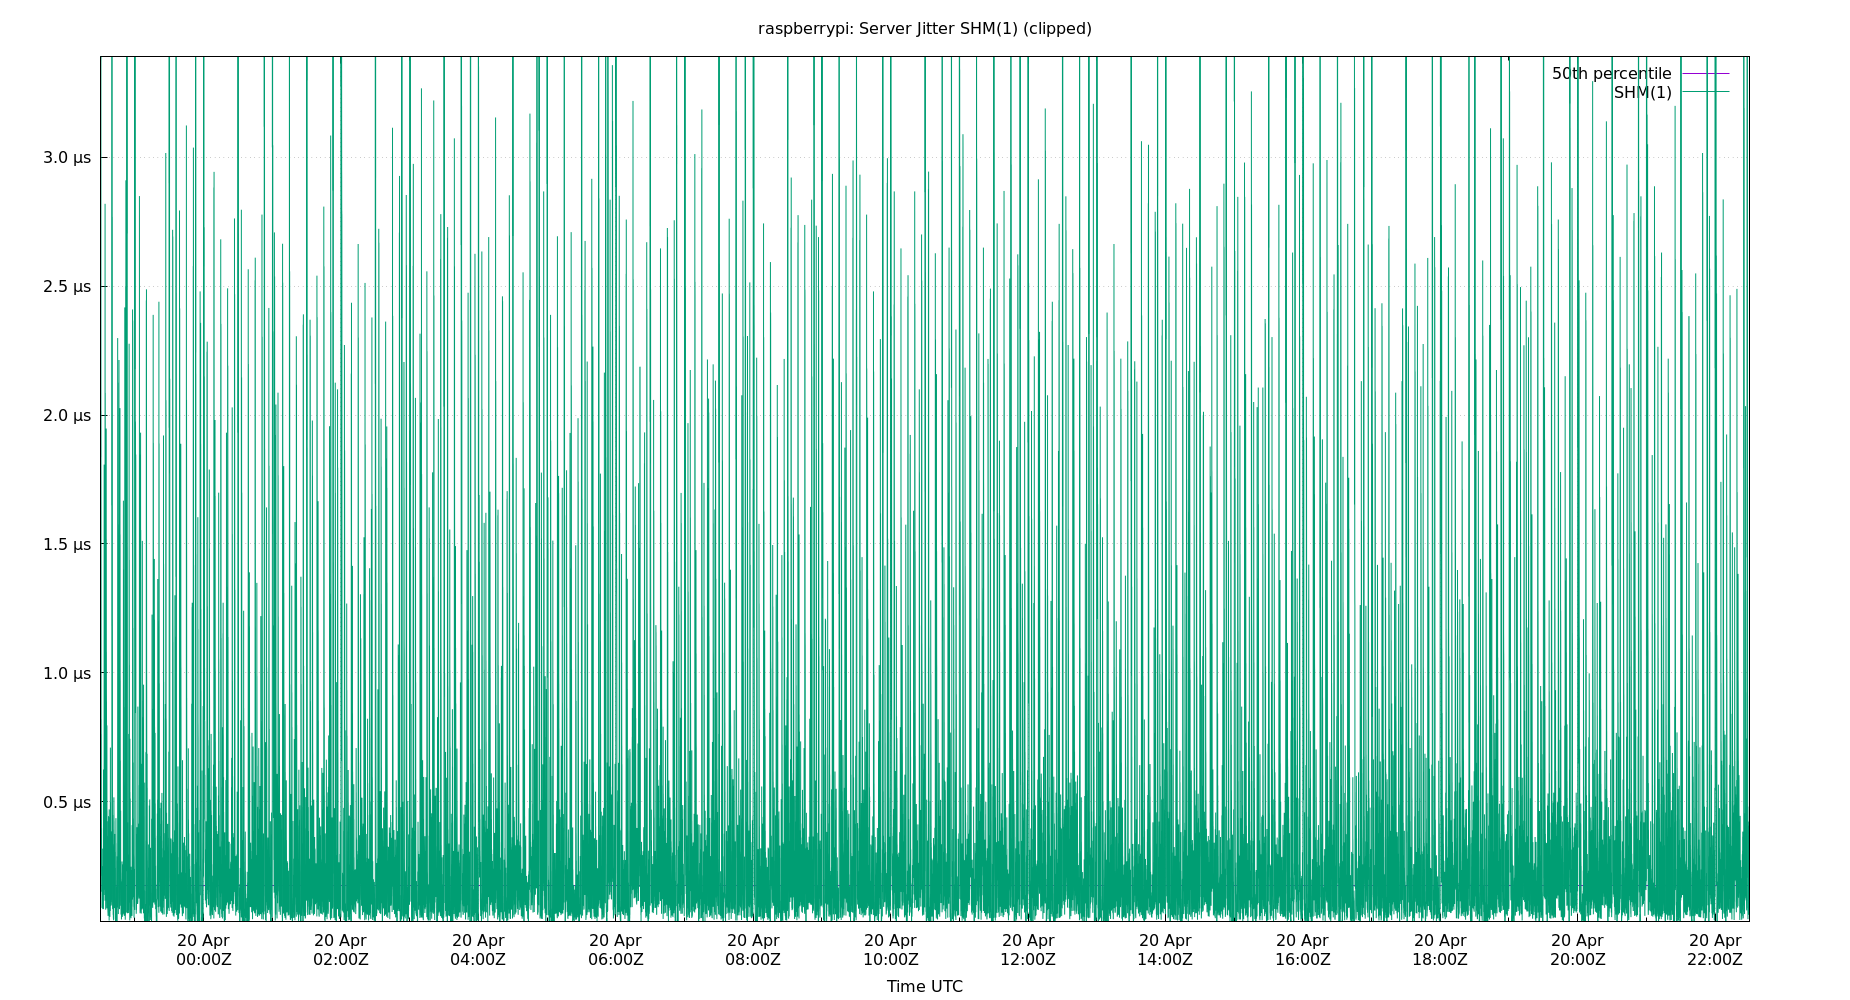 raspberrypi: Server Jitter SHM(1) (clipped)
50th percentile
SHM(1)
3.0 µs
2.5 µs
2.0 µs
1.5 µs
1.0 µs
0.5 µs
20 Apr 20 Apr 20 Apr 20 Apr 20 Apr 20 Apr 20 Apr 20 Apr 20 Apr 20 Apr 20 Apr 20 Apr
00:00Z 02:00Z 04:00Z 06:00Z 08:00Z 10:00Z 12:00Z 14:00Z 16:00Z 18:00Z 20:00Z 22:00Z
Time UTC